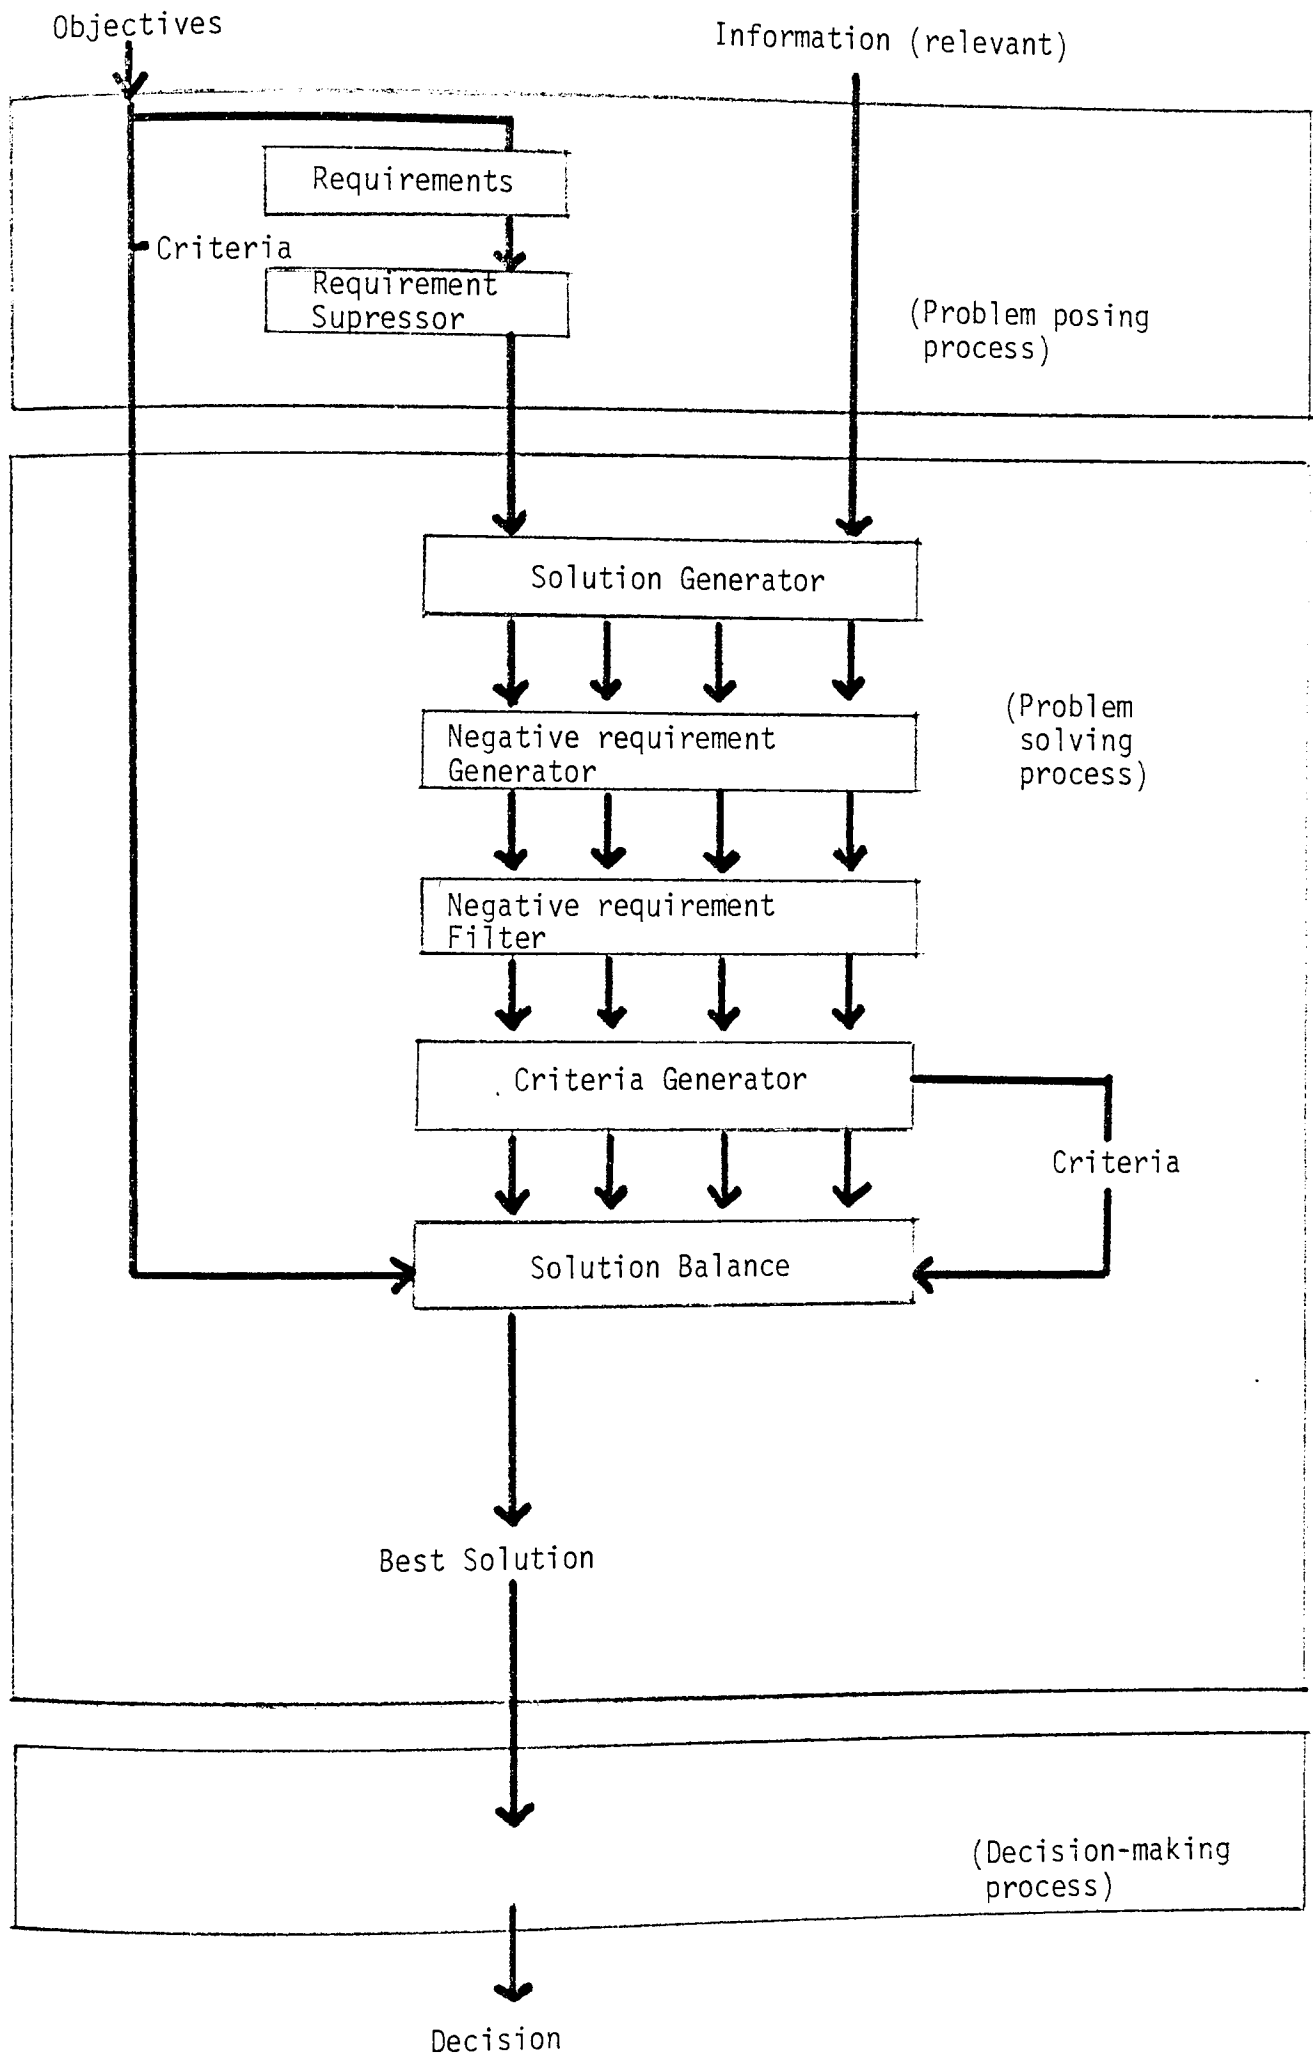 Objectives
Information (relevant)
Requirements
Criteria
Requirement
Supressor
(Problem posing
process)
Solution Generator
Negative requirement
Generator
(Problem
solving
process)
Negative requirement
Filter
Criteria Generator
Criteria
Solution Balance
Best Solution
(Decision-making
process)
Decision